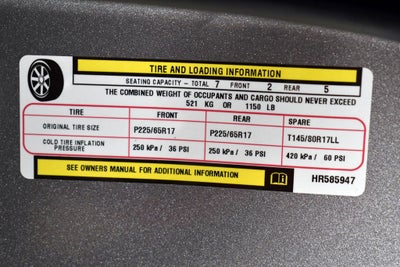 TIRE AND LOADING INFORMATION
SEATING CAPACITY - TOTAL 7 FRONT 2 REAR 5
THE COMBINED WEIGHT OF OCCUPANTS AND CARGO SHOULD NEVER EXCEED
521 KG OR 1150 LB
TIRE FRONT REAR SPARE
ORIGINAL TIRE SIZE P225/65R17 P225/65R17 T145/80R17LL
COLD TIRE INFLATION PRESSURE 250 kPa / 36 PSI 250 kPa / 36 PSI 420 kPa / 60 PSI
SEE OWNERS MANUAL FOR ADDITIONAL INFORMATION HR585947